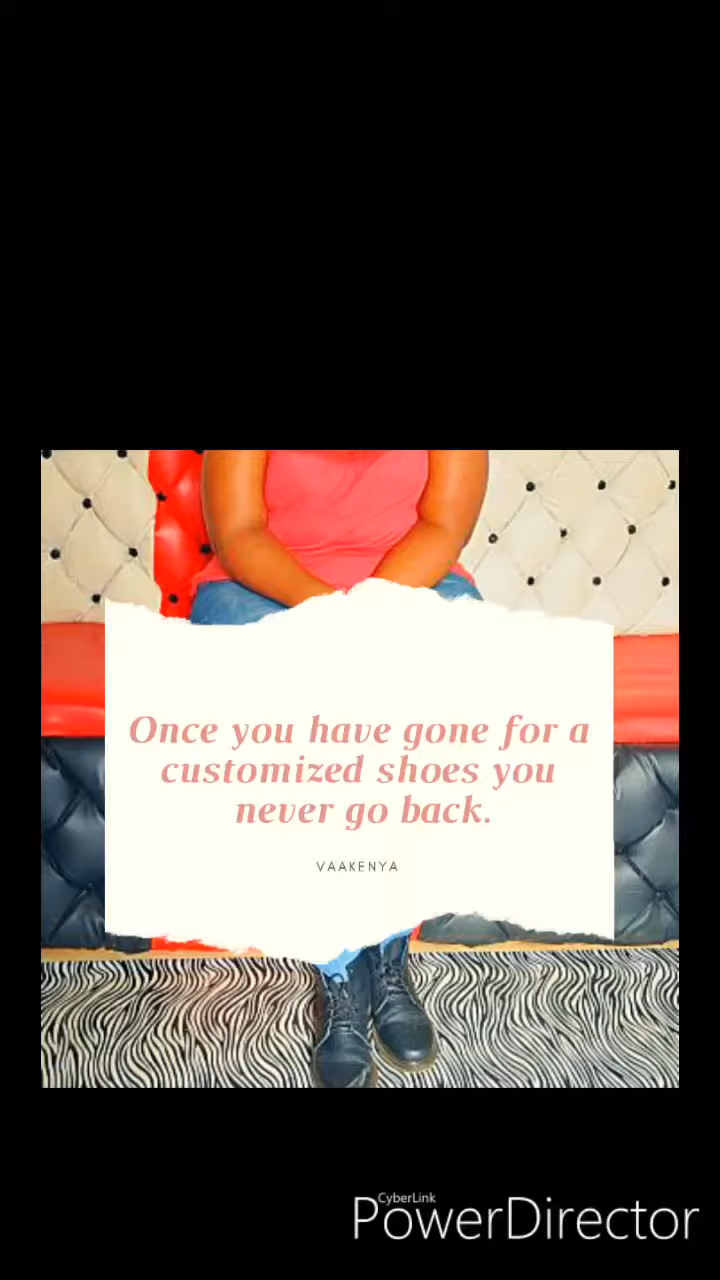 Once you have gone for a
customized shoes you
never go back.
VAAKENYA
CyberLink
PowerDirector